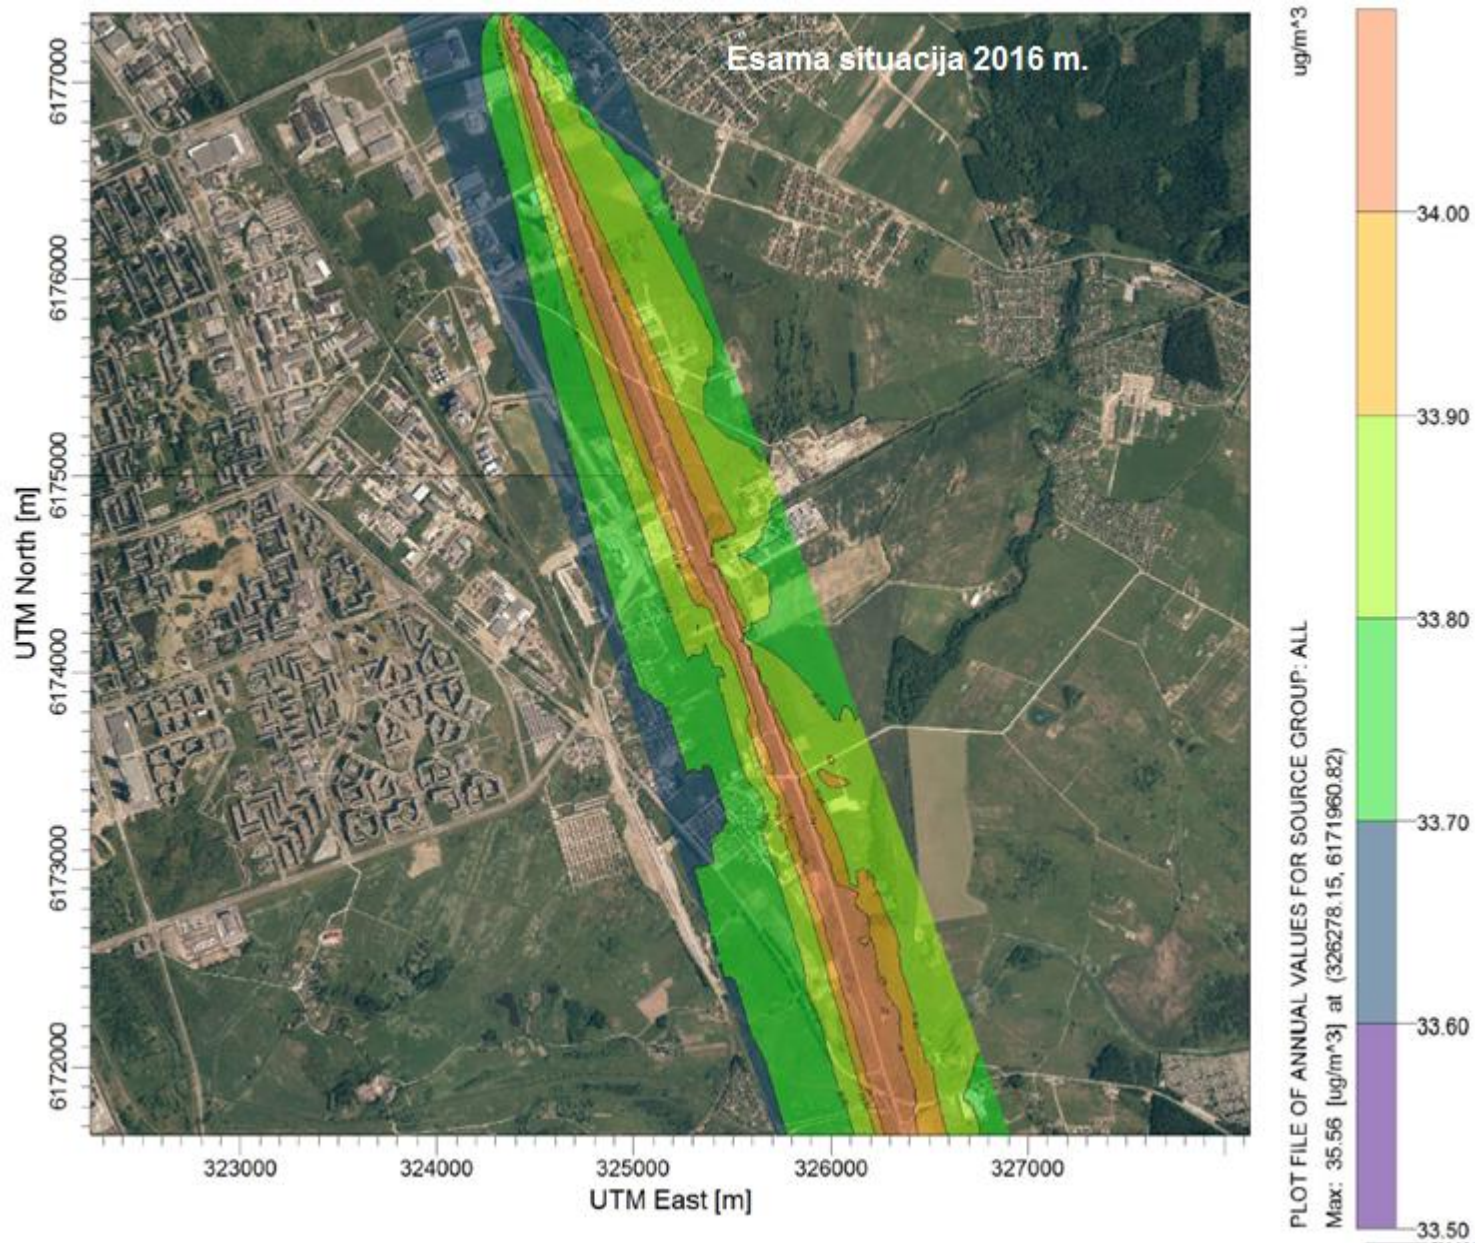 Esama situacija 2016 m.
UTM North [m]
6177000
6176000
6175000
6174000
6173000
6172000
323000
324000
325000
326000
327000
UTM East [m]
PLOT FILE OF ANNUAL VALUES FOR SOURCE GROUP: ALL
ug/m^3
Max: 35.56 [ug/m^3] at (326278.15, 6171960.82)
34.00
33.90
33.80
33.70
33.60
33.50